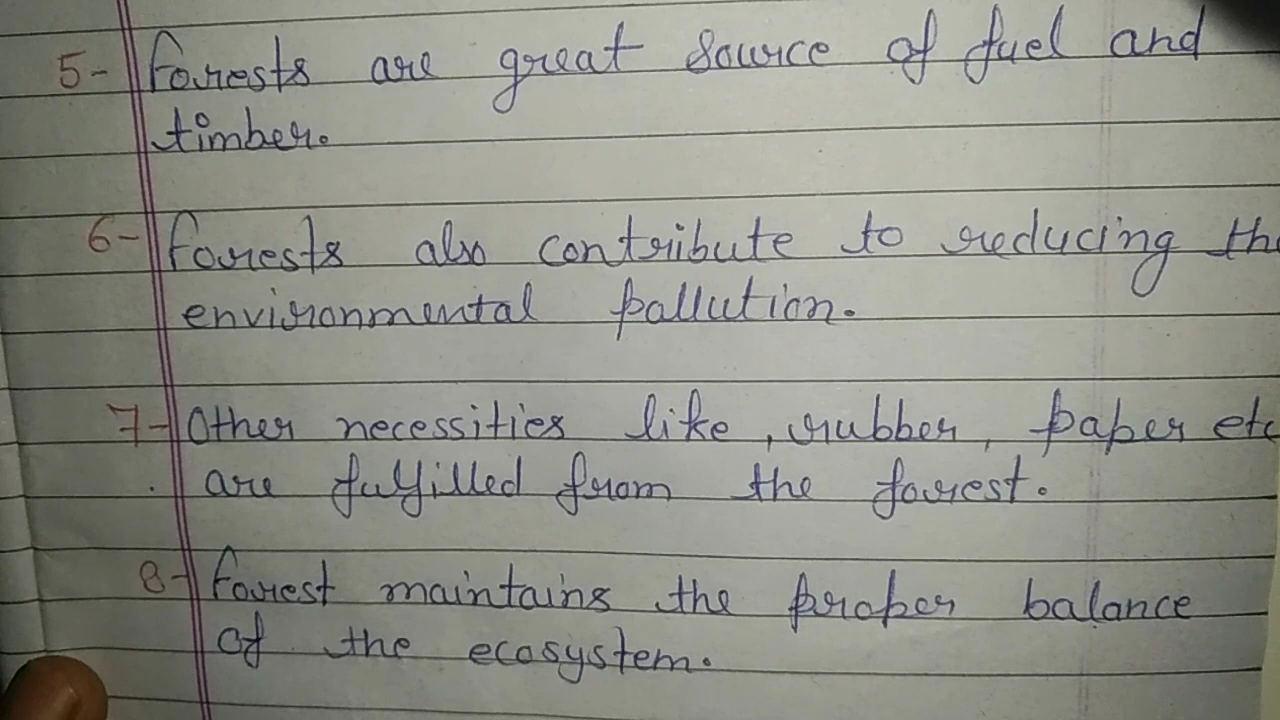 5- Forests are great source of fuel and
timber.
6- Forests also contribute to reducing the
environmental pollution.
7- Other necessities like, rubber, paper etc
are fulfilled from the forest.
8- Forest maintains the proper balance
of the ecosystem.